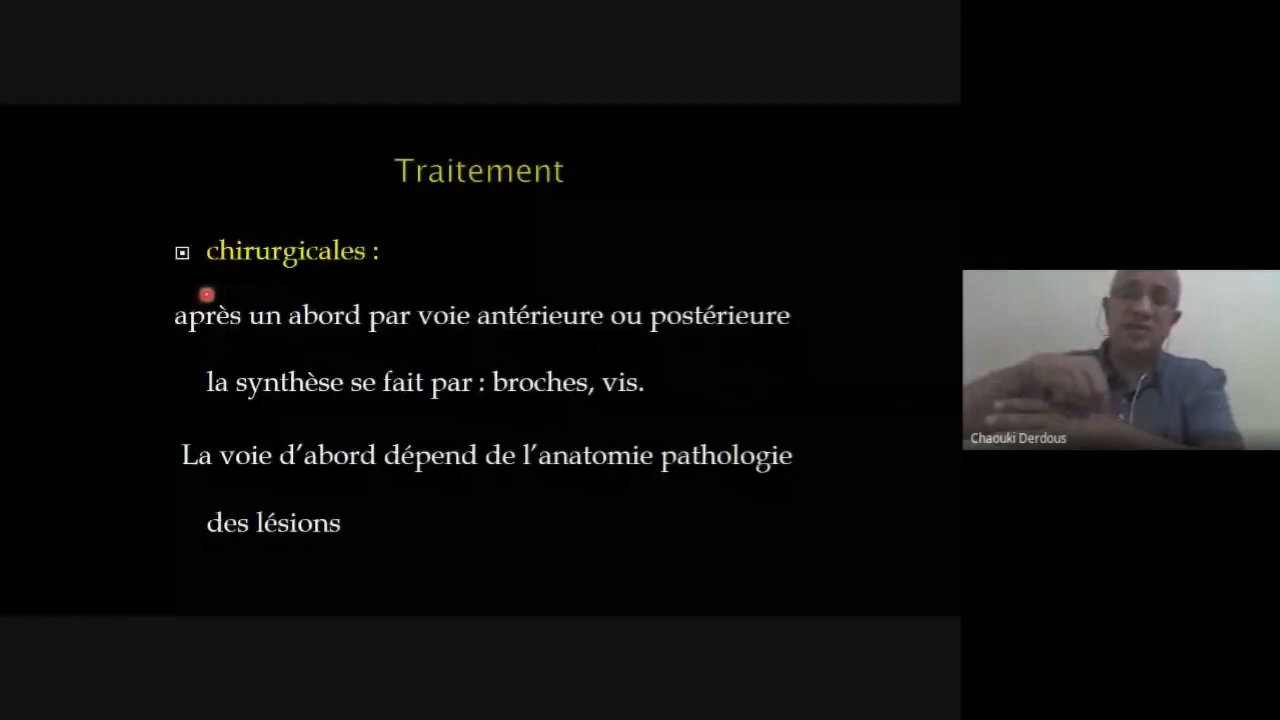 Traitement
chirurgicales :
après un abord par voie antérieure ou postérieure
la synthèse se fait par : broches, vis.
La voie d’abord dépend de l’anatomie pathologie
des lésions
Chaouki Derdous